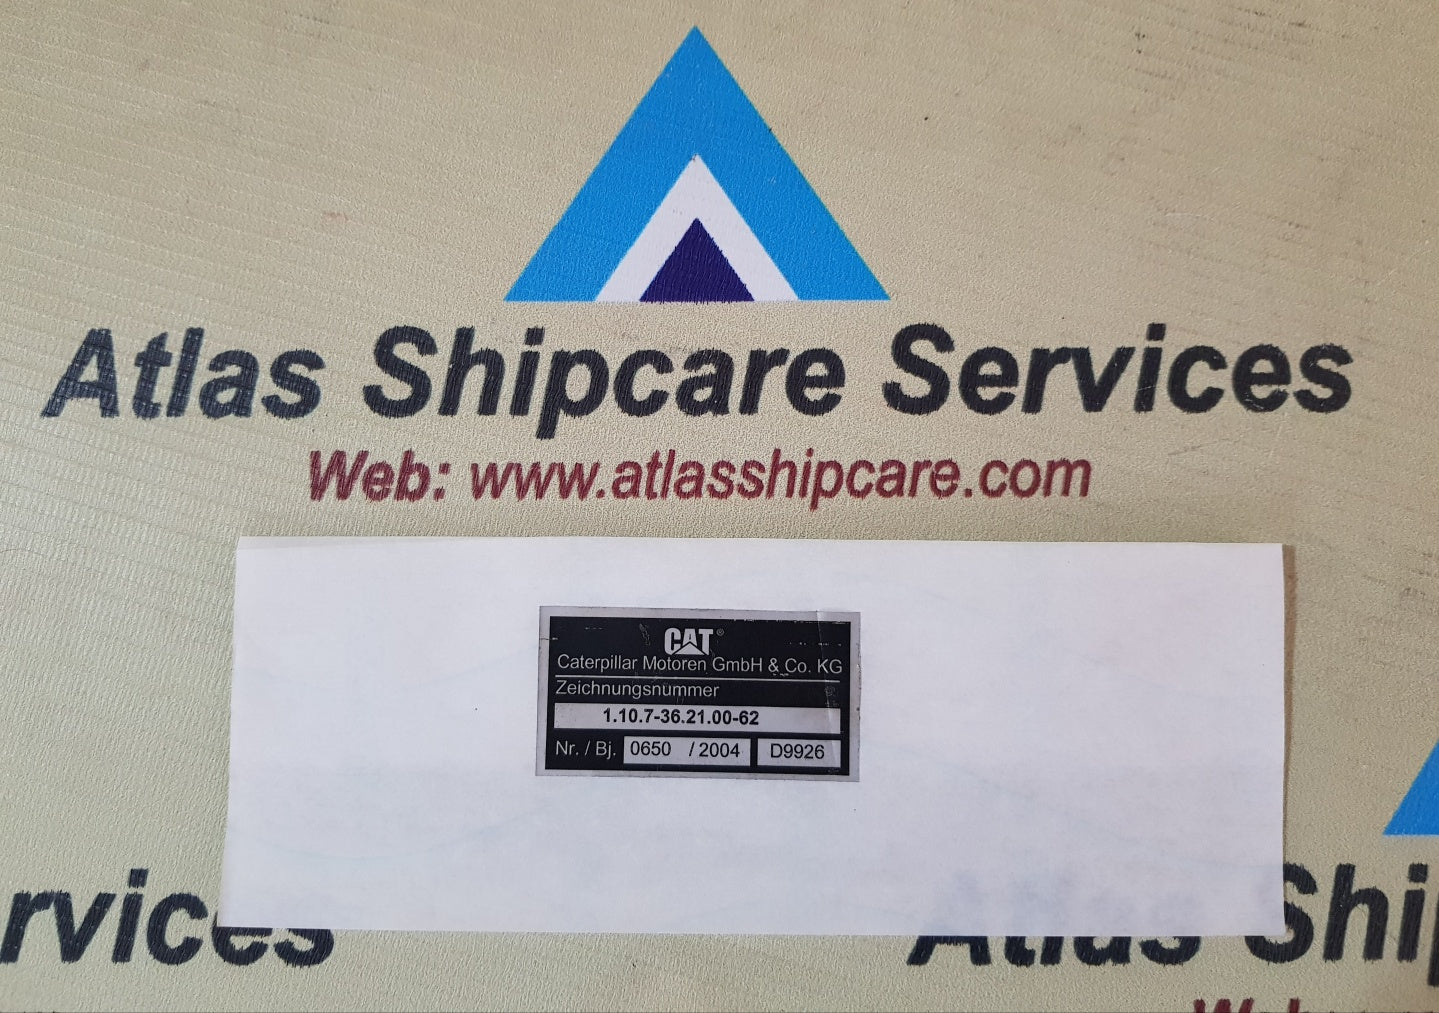 Atlas Shipcare Services
Web: www.atlasshipcare.com
CAT®
Caterpillar Motoren GmbH & Co. KG
Zeichnungsnummer
1.10.7-36.21.00-62
Nr. / Bj. 0650 / 2004 D9926
rvices
Atlas Ship
Web